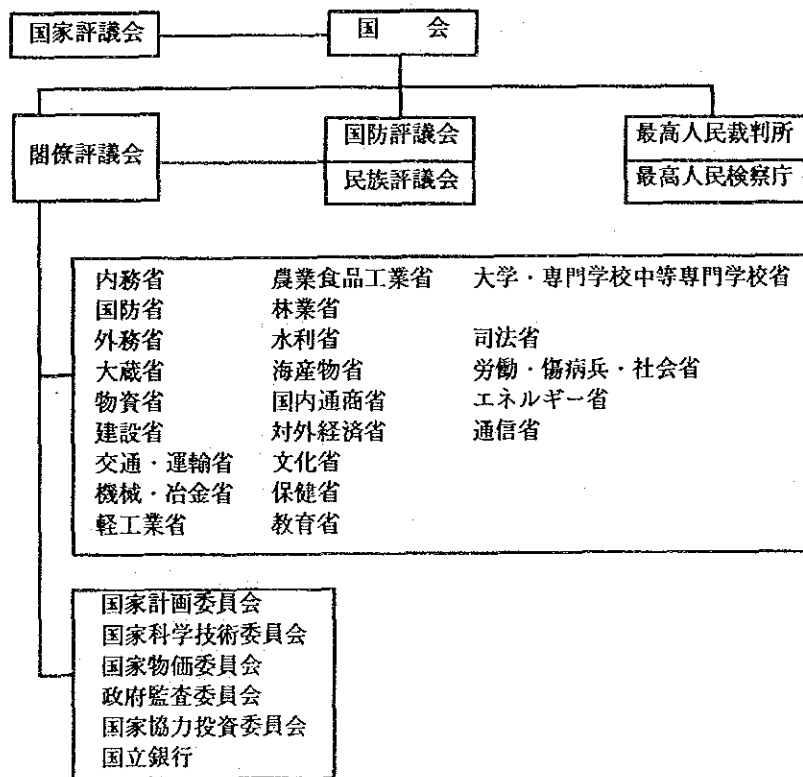 国家評議会
国 会
閣僚評議会
国防評議会
民族評議会
最高人民裁判所
最高人民検察庁
内務省 農業食品工業省 大学・専門学校中等専門学校省
国防省 林業省
外務省 水利省 司法省
大蔵省 海産物省 労働・傷病兵・社会省
物資省 国内通商省 エネルギー省
建設省 対外経済省 通信省
交通・運輸省 文化省
機械・冶金省 保健省
軽工業省 教育省
国家計画委員会
国家科学技術委員会
国家物価委員会
政府監査委員会
国家協力投資委員会
国立銀行